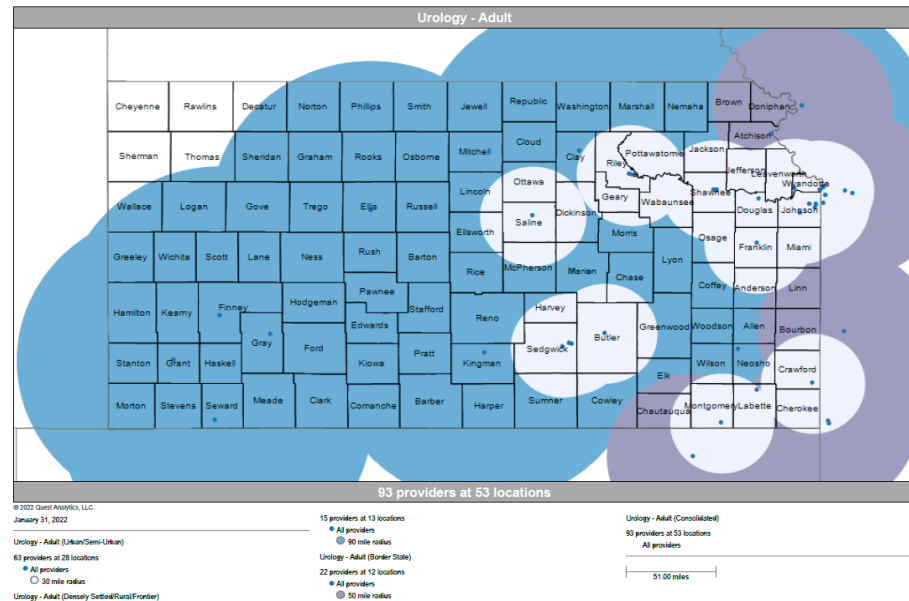 Urology - Adult
Cheyenne Rawlins Decatur Norton Phillips Smith Jewell Republic Washington Marshall Nemaha Brown Doniphan
Sherman Thomas Sheridan Graham Rooks Osborne Mitchell Cloud Clay Riley Pottawatomie Jackson Atchison
Jefferson Leavenworth Wyandotte
Wallace Logan Gove Trego Ellis Russell Lincoln Ottawa Geary Wabaunsee Shawnee Douglas Johnson
Saline Dickinson
Ellsworth Morris Osage Franklin Miami
Greeley Wichita Scott Lane Ness Rush Barton Rice McPherson Marion Chase Lyon
Coffey Anderson Linn
Hamilton Kearny Finney Hodgeman Pawnee Stafford Reno Harvey
Gray Ford Edwards Sedgwick Butler Greenwood Woodson Allen Bourbon
Stanton Grant Haskell Kiowa Pratt Kingman Elk Wilson Neosho Crawford
Morton Stevens Seward Meade Clark Comanche Barber Harper Sumner Cowley Chautauqua Montgomery Labette Cherokee
93 providers at 53 locations
© 2022 Quest Analytics, LLC.
January 31, 2022
Urology - Adult (Urban/Semi-Urban)
63 providers at 28 locations
All providers
30 mile radius
Urology - Adult (Densely Settled/Rural/Frontier)
15 providers at 13 locations
All providers
90 mile radius
Urology - Adult (Border State)
22 providers at 12 locations
All providers
50 mile radius
Urology - Adult (Consolidated)
93 providers at 53 locations
All providers
51.00 miles